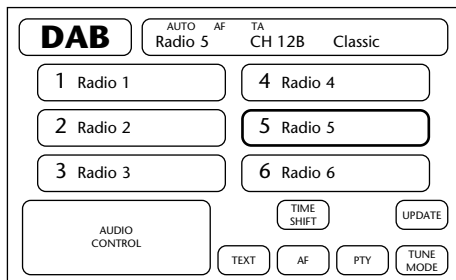 DAB
AUTO AF TA
Radio 5 CH 12B Classic
1 Radio 1
4 Radio 4
2 Radio 2
5 Radio 5
3 Radio 3
6 Radio 6
AUDIO
CONTROL
TIME
SHIFT
UPDATE
TEXT
AF
PTY
TUNE
MODE